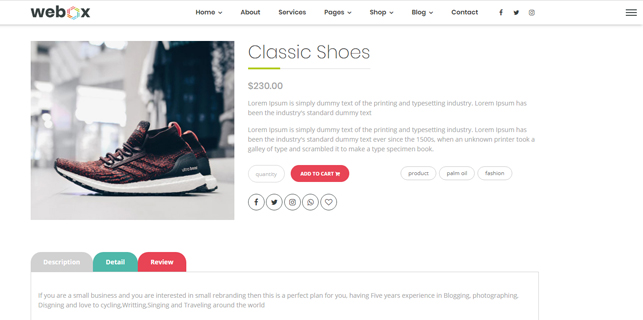 webox
Home About Services Pages Shop Blog Contact
Classic Shoes
$230.00
Lorem Ipsum is simply dummy text of the printing and typesetting industry. Lorem Ipsum has
been the industry's standard dummy text
Lorem Ipsum is simply dummy text of the printing and typesetting industry. Lorem Ipsum has
been the industry's standard dummy text ever since the 1500s, when an unknown printer took a
galley of type and scrambled it to make a type specimen book.
quantity ADD TO CART product palm oil fashion
Description Detail Review
If you are a small business and you are interested in small rebranding then this is a perfect plan for you, having Five years experience in Blogging, photographing,
Disgning and love to cycling,Writting,Singing and Traveling around the world